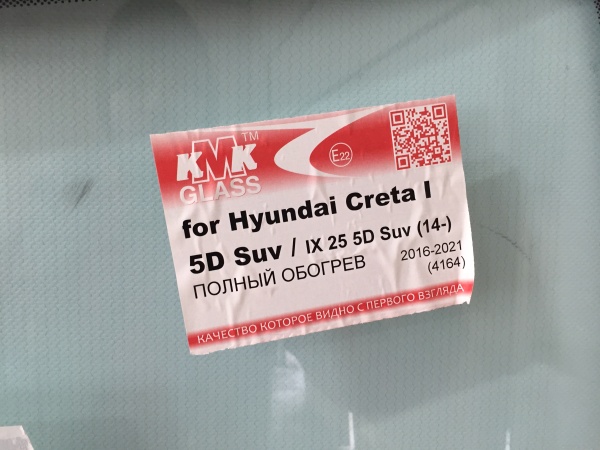 KMK TM
GLASS
E22
for Hyundai Creta I
5D Suv / IX 25 5D Suv (14-)
ПОЛНЫЙ ОБОГРЕВ 2016-2021
(4164)
КАЧЕСТВО КОТОРОЕ ВИДНО С ПЕРВОГО ВЗГЛЯДА